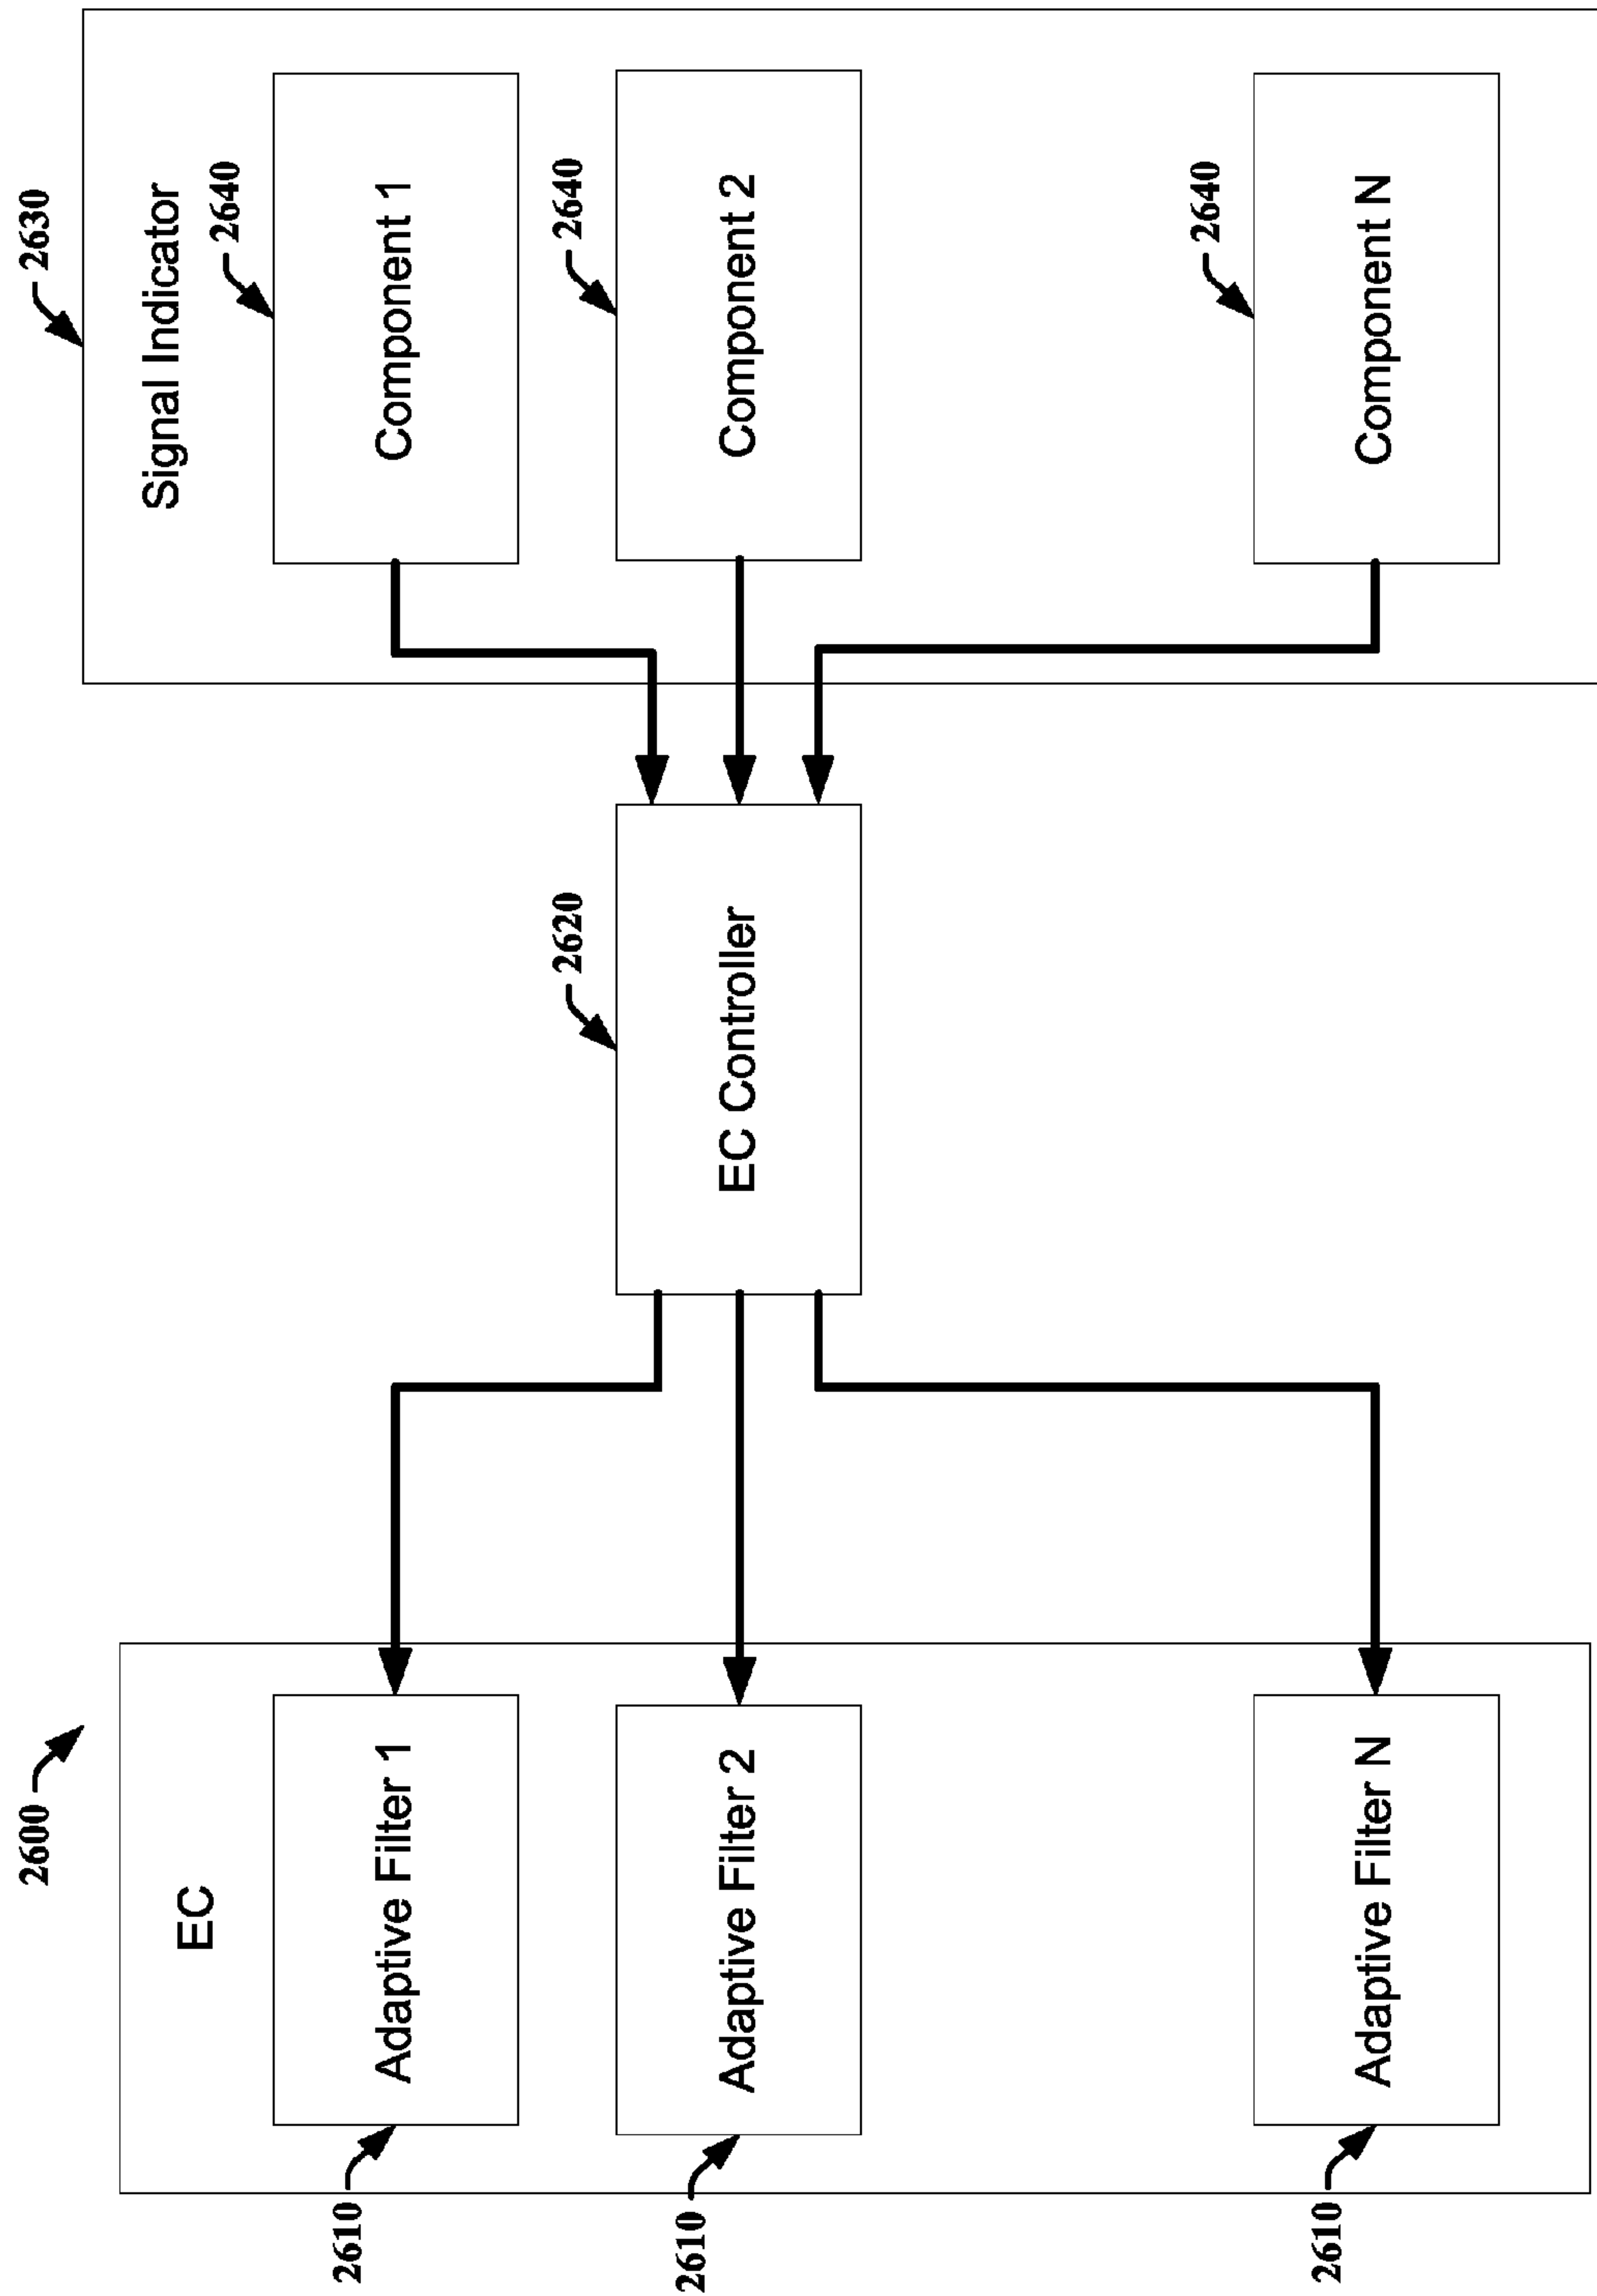 2600
EC
Adaptive Filter 1
2610
Adaptive Filter 2
2610
Adaptive Filter N
2610
EC Controller
2620
2630
Signal Indicator
2640
Component 1
2640
Component 2
2640
Component N